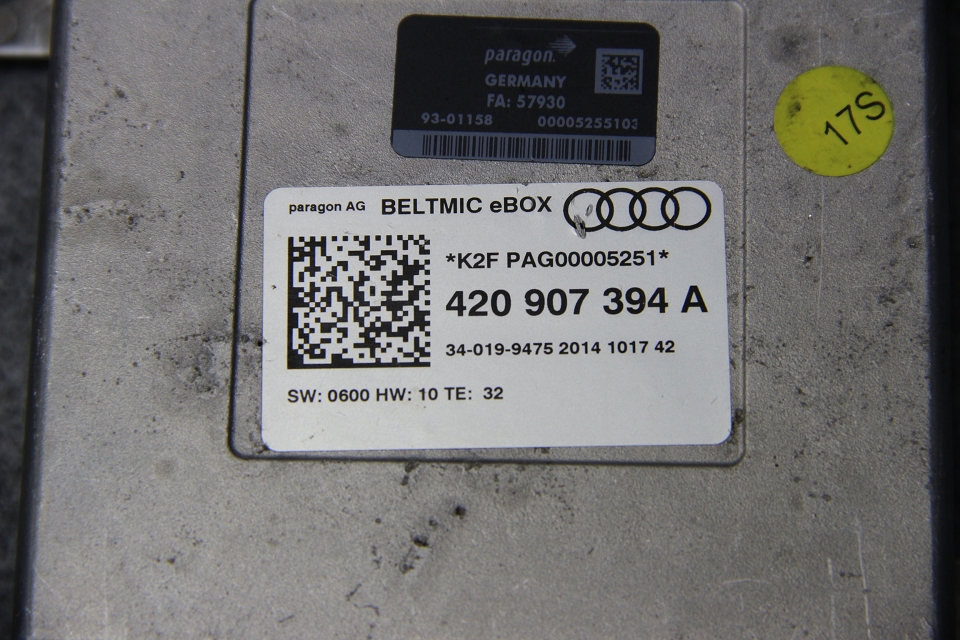 paragon
GERMANY
FA: 57930
93-01158 00005255103
17S
paragon AG BELTMIC eBOX
*K2F PAG00005251*
420 907 394 A
34-019-9475 2014 1017 42
SW: 0600 HW: 10 TE: 32